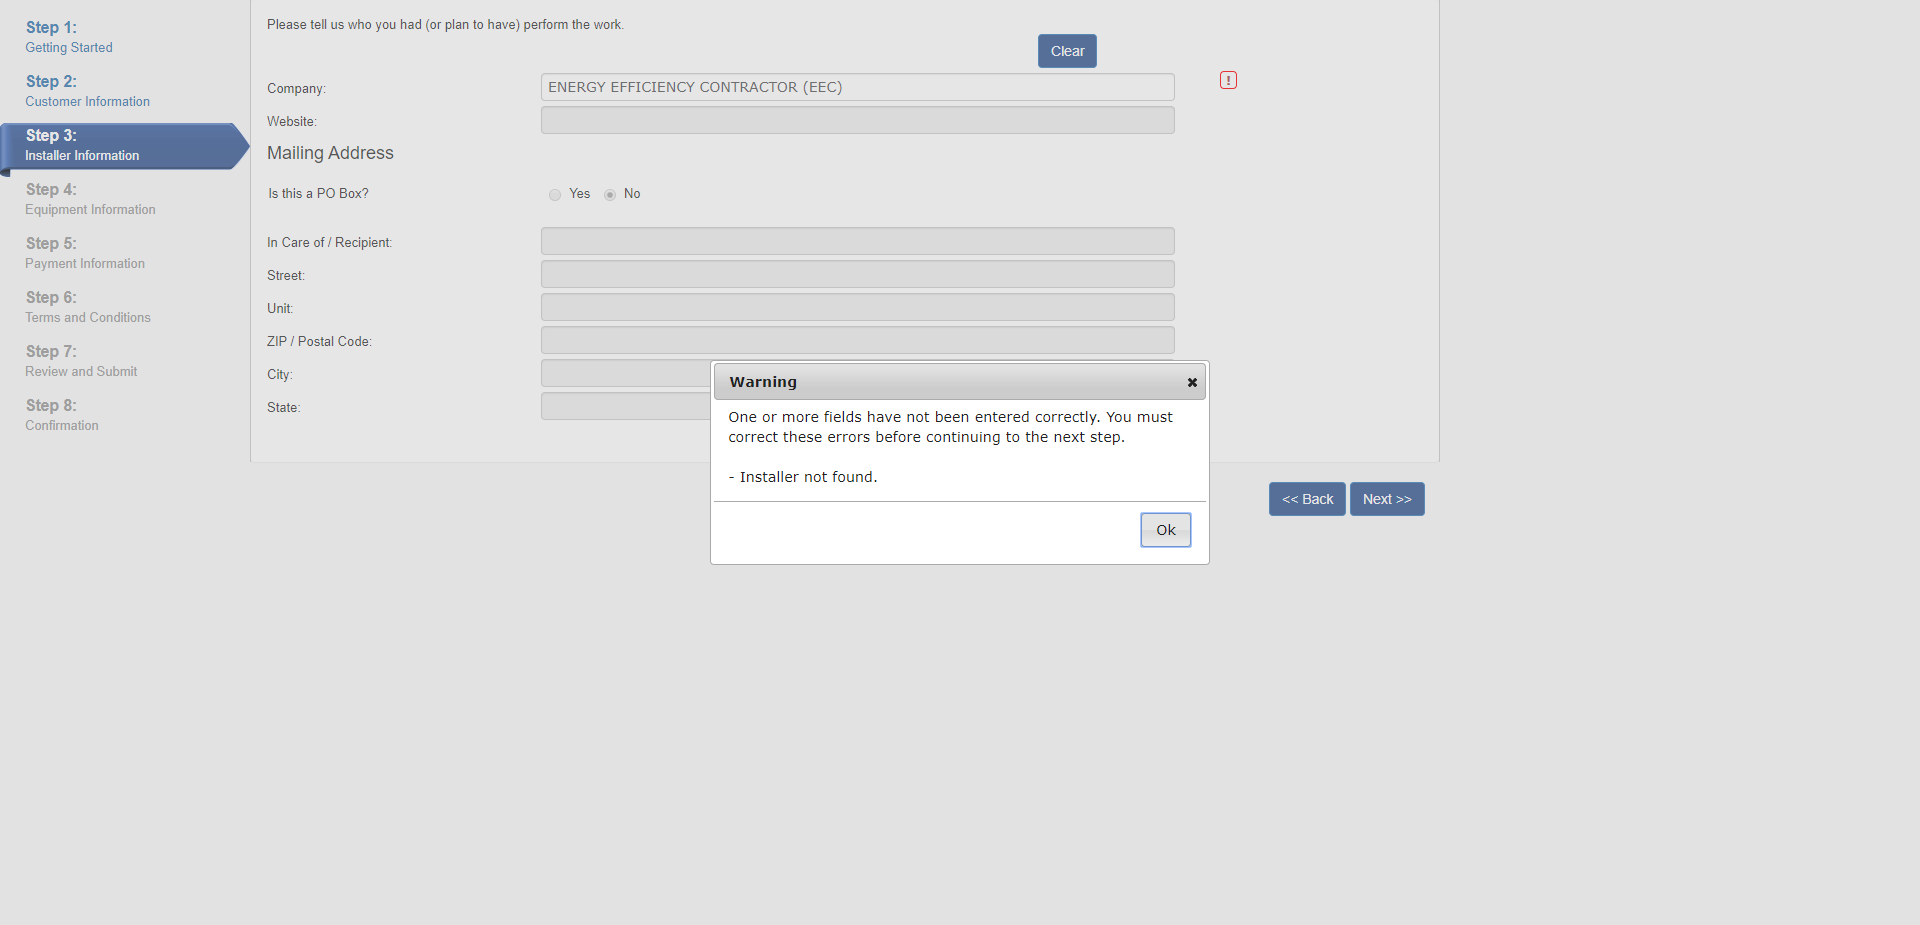 Step 1:
Getting Started
Step 2:
Customer Information
Step 3:
Installer Information
Step 4:
Equipment Information
Step 5:
Payment Information
Step 6:
Terms and Conditions
Step 7:
Review and Submit
Step 8:
Confirmation
Please tell us who you had (or plan to have) perform the work.
Clear
Company:
ENERGY EFFICIENCY CONTRACTOR (EEC)
!
Website:
Mailing Address
Is this a PO Box?
Yes
No
In Care of / Recipient:
Street:
Unit:
ZIP / Postal Code:
City:
State:
Warning
One or more fields have not been entered correctly. You must
correct these errors before continuing to the next step.
- Installer not found.
Ok
<< Back
Next >>